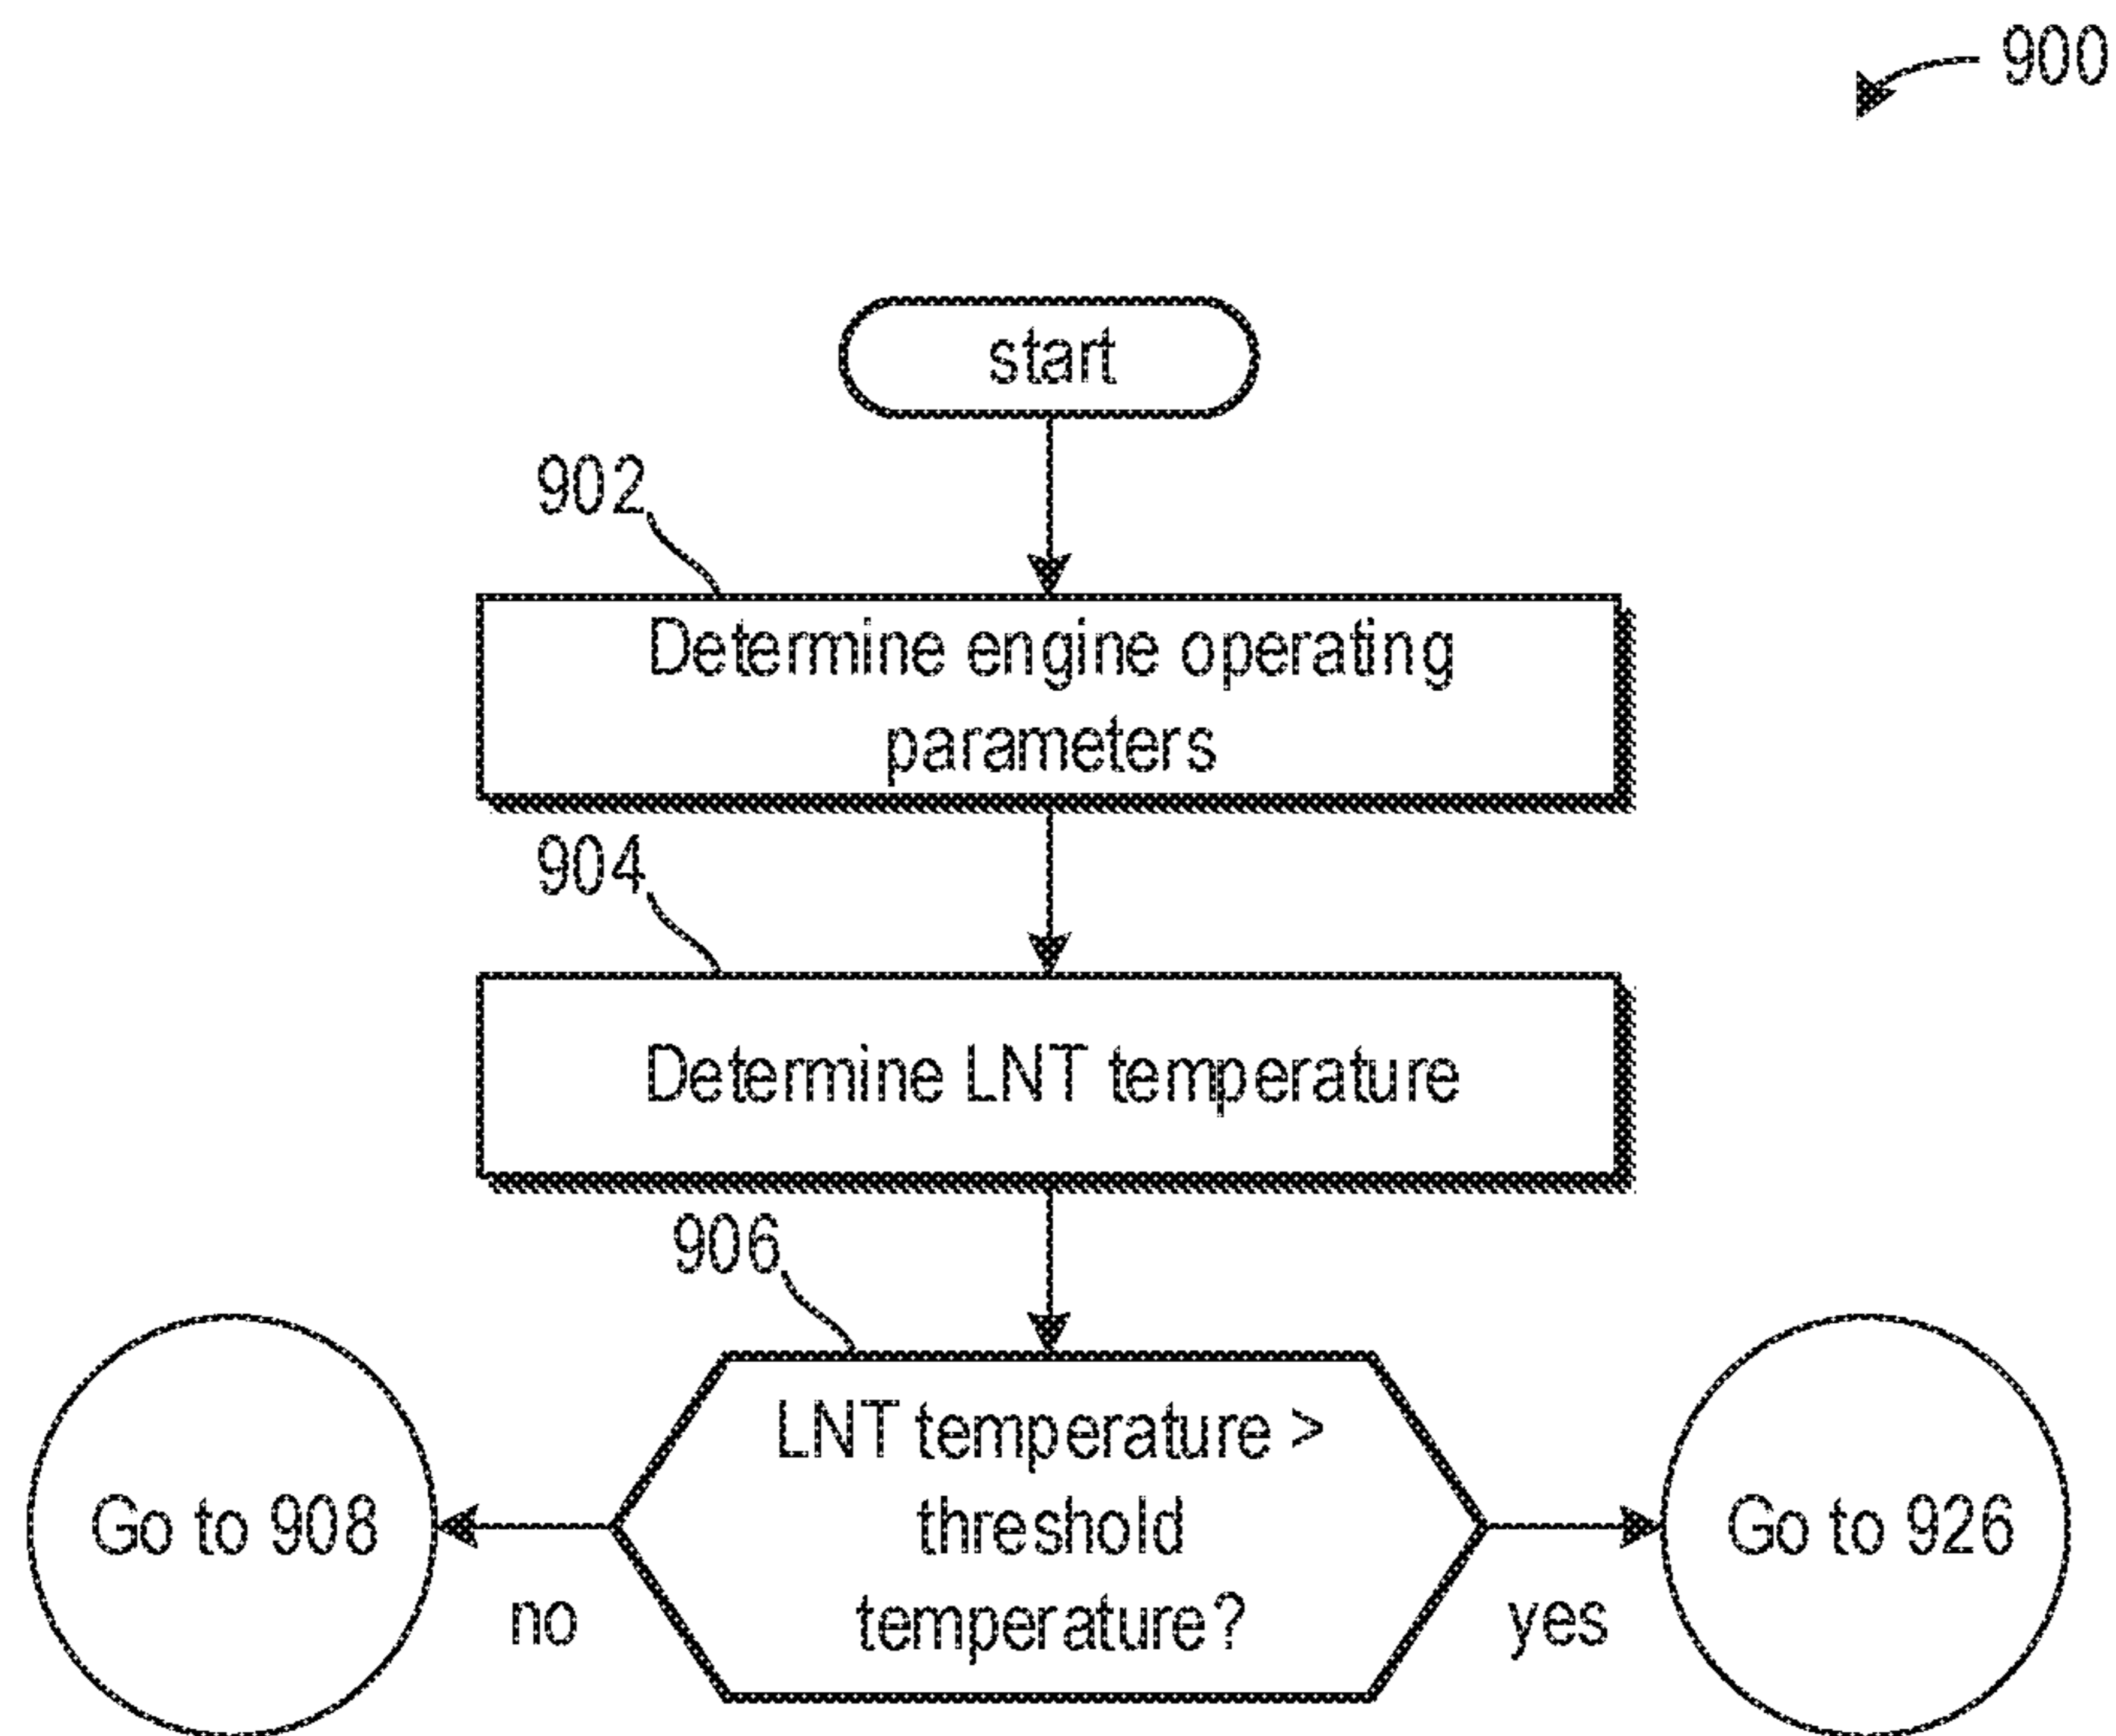 900
start
902
Determine engine operating
parameters
904
Determine LNT temperature
906
LNT temperature >
threshold
temperature?
Go to 908
no
yes
Go to 926